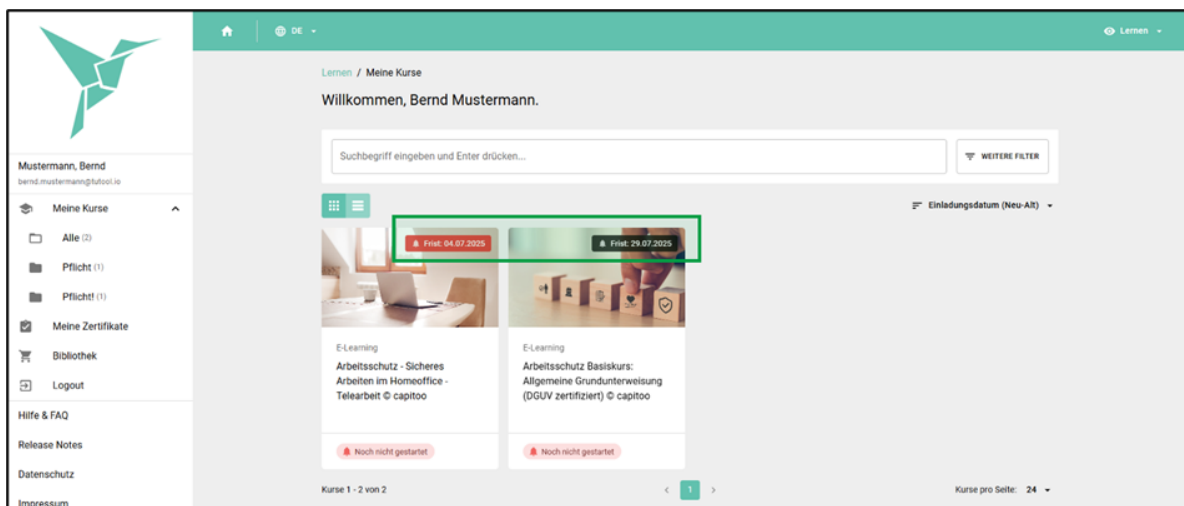 DE
Lernen
Mustermann, Bernd
bernd.mustermann@tutool.io
Meine Kurse
Alle (2)
Pflicht (1)
Pflicht! (1)
Meine Zertifikate
Bibliothek
Logout
Hilfe & FAQ
Release Notes
Datenschutz
Impressum
Lernen / Meine Kurse
Willkommen, Bernd Mustermann.
Suchbegriff eingeben und Enter drücken...
WEITERE FILTER
Einladungsdatum (Neu-Alt)
Frist: 04.07.2025
E-Learning
Arbeitsschutz - Sicheres
Arbeiten im Homeoffice -
Telearbeit © capitoo
Noch nicht gestartet
Frist: 29.07.2025
E-Learning
Arbeitsschutz Basiskurs:
Allgemeine Grundunterweisung
(DGUV zertifiziert) © capitoo
Noch nicht gestartet
Kurse 1 - 2 von 2
< 1 >
Kurse pro Seite: 24